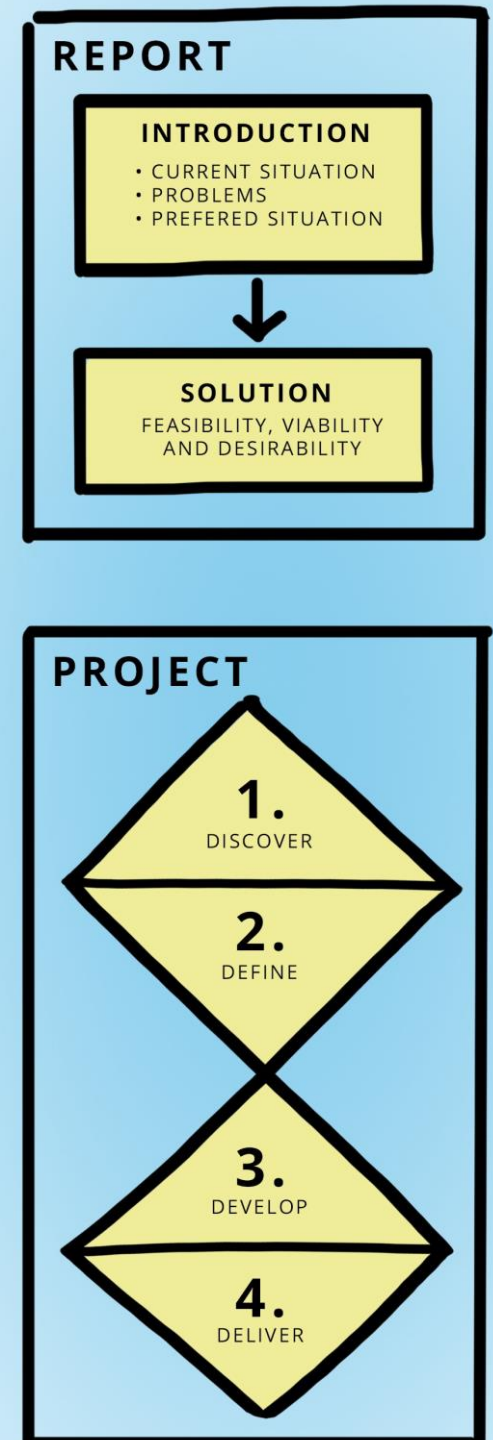 REPORT
INTRODUCTION
• CURRENT SITUATION
• PROBLEMS
• PREFERED SITUATION
SOLUTION
FEASIBILITY, VIABILITY
AND DESIRABILITY
PROJECT
1.
DISCOVER
2.
DEFINE
3.
DEVELOP
4.
DELIVER